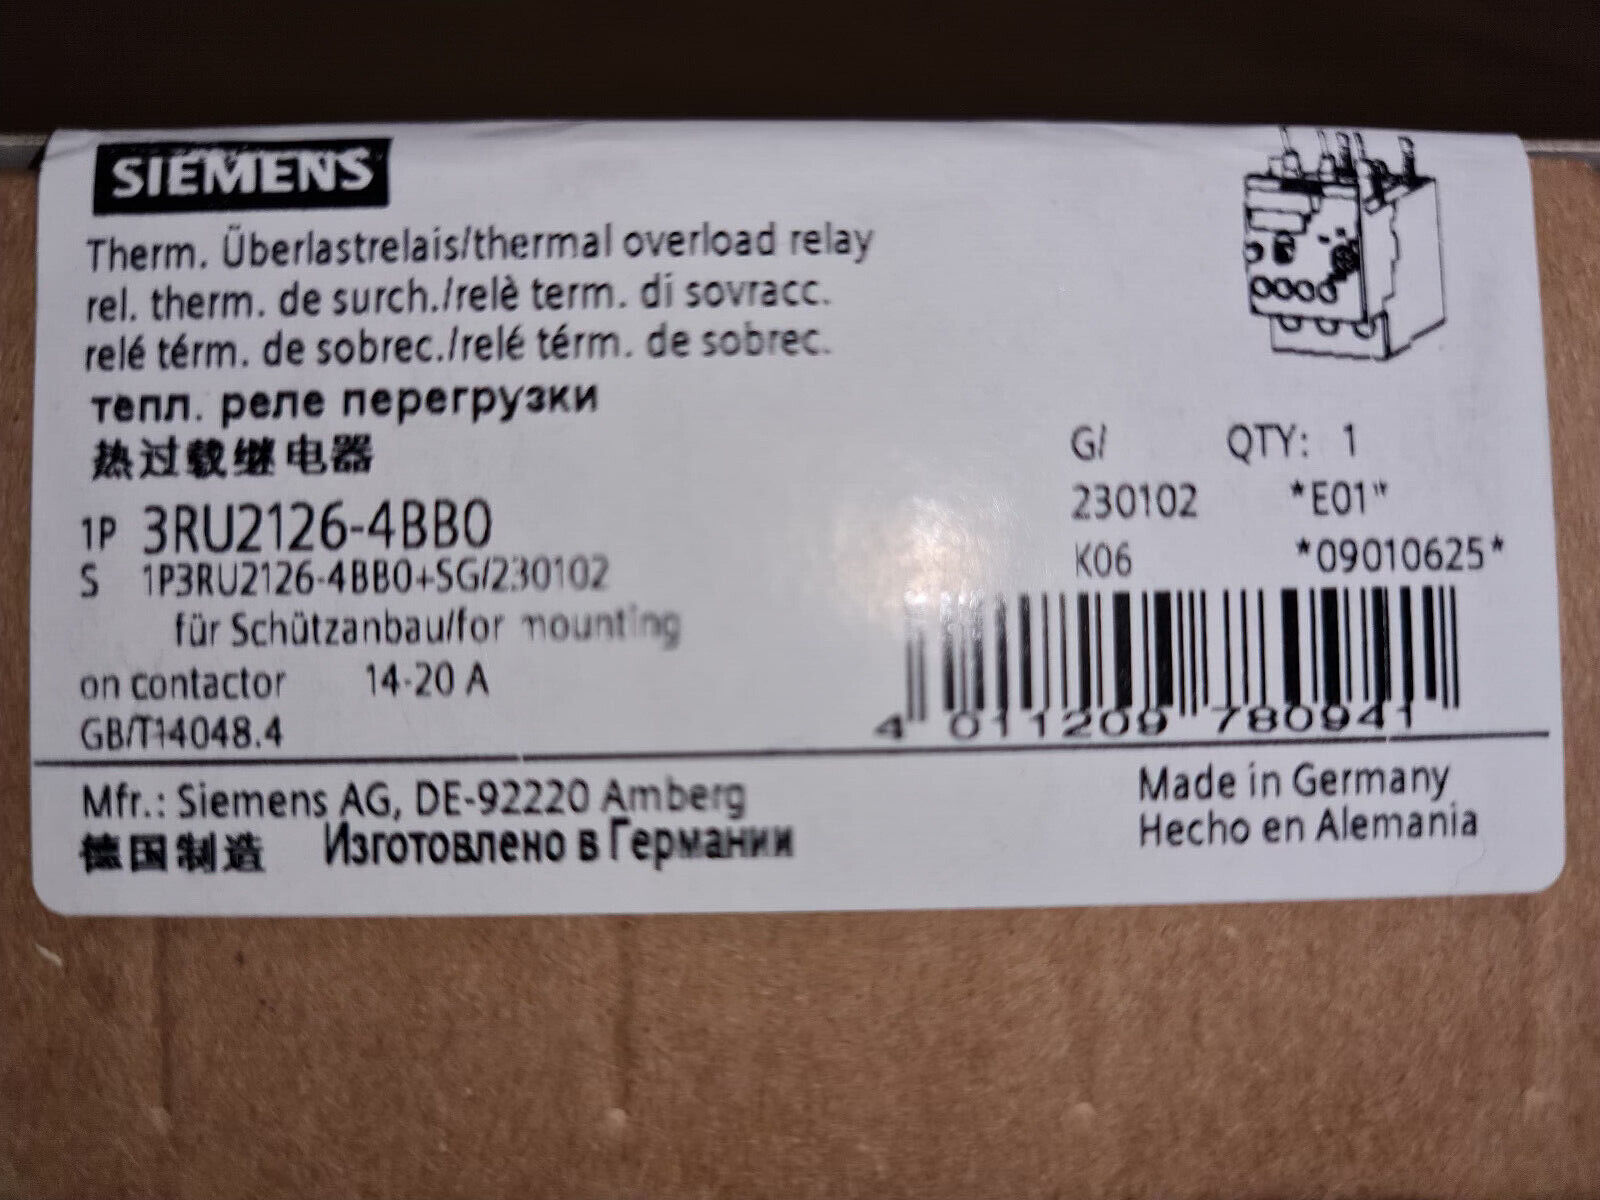 SIEMENS
Therm. Überlastrelais/thermal overload relay
rel. therm. de surch./relè term. di sovracc.
relé térm. de sobrec./relé térm. de sobrec.
тепл. реле перегрузки
热过载继电器
G/ QTY: 1
230102 *E01"
1P 3RU2126-4BB0
K06 *09010625*
S 1P3RU2126-4BB0+SG/230102
für Schützanbau/for mounting
on contactor 14-20 A
GB/T14048.4
4 011209 780941
Mfr.: Siemens AG, DE-92220 Amberg
Made in Germany
德国制造 Изготовлено в Германии
Hecho en Alemania